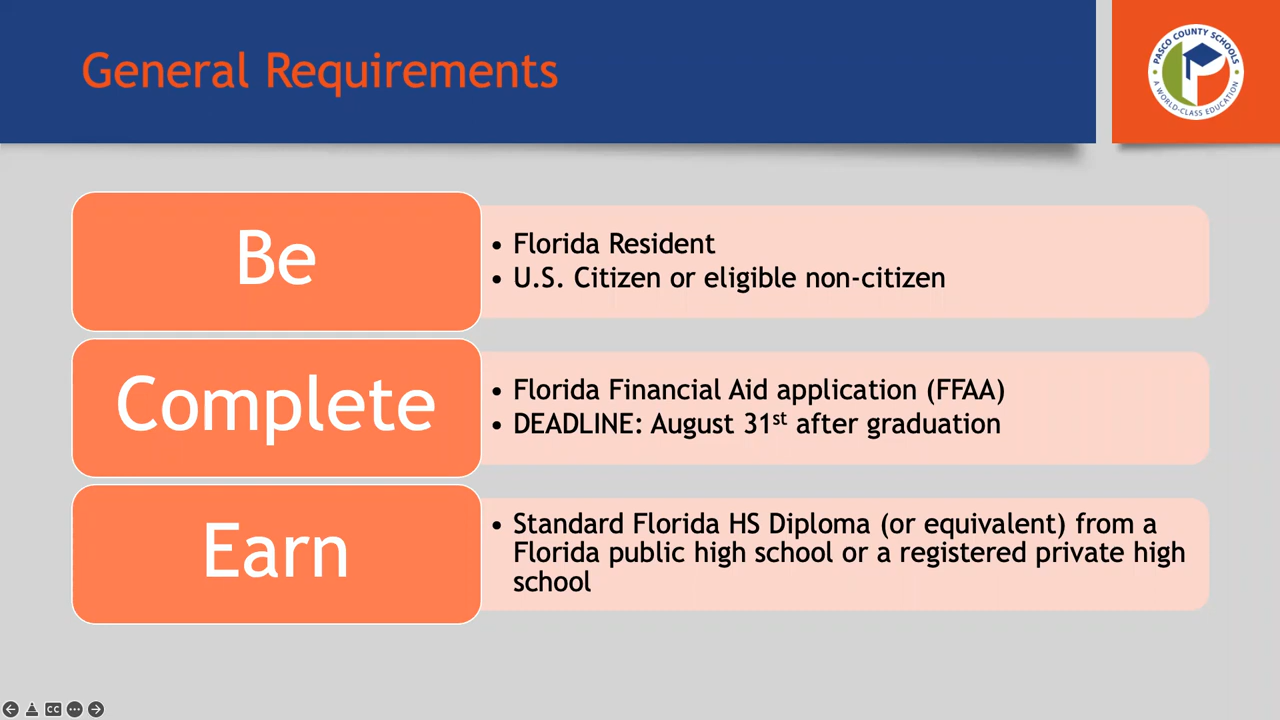 General Requirements
PASCO COUNTY SCHOOLS
A WORLD-CLASS EDUCATION
Be
• Florida Resident
• U.S. Citizen or eligible non-citizen
Complete
• Florida Financial Aid application (FFAA)
• DEADLINE: August 31st after graduation
Earn
• Standard Florida HS Diploma (or equivalent) from a
Florida public high school or a registered private high
school
CC